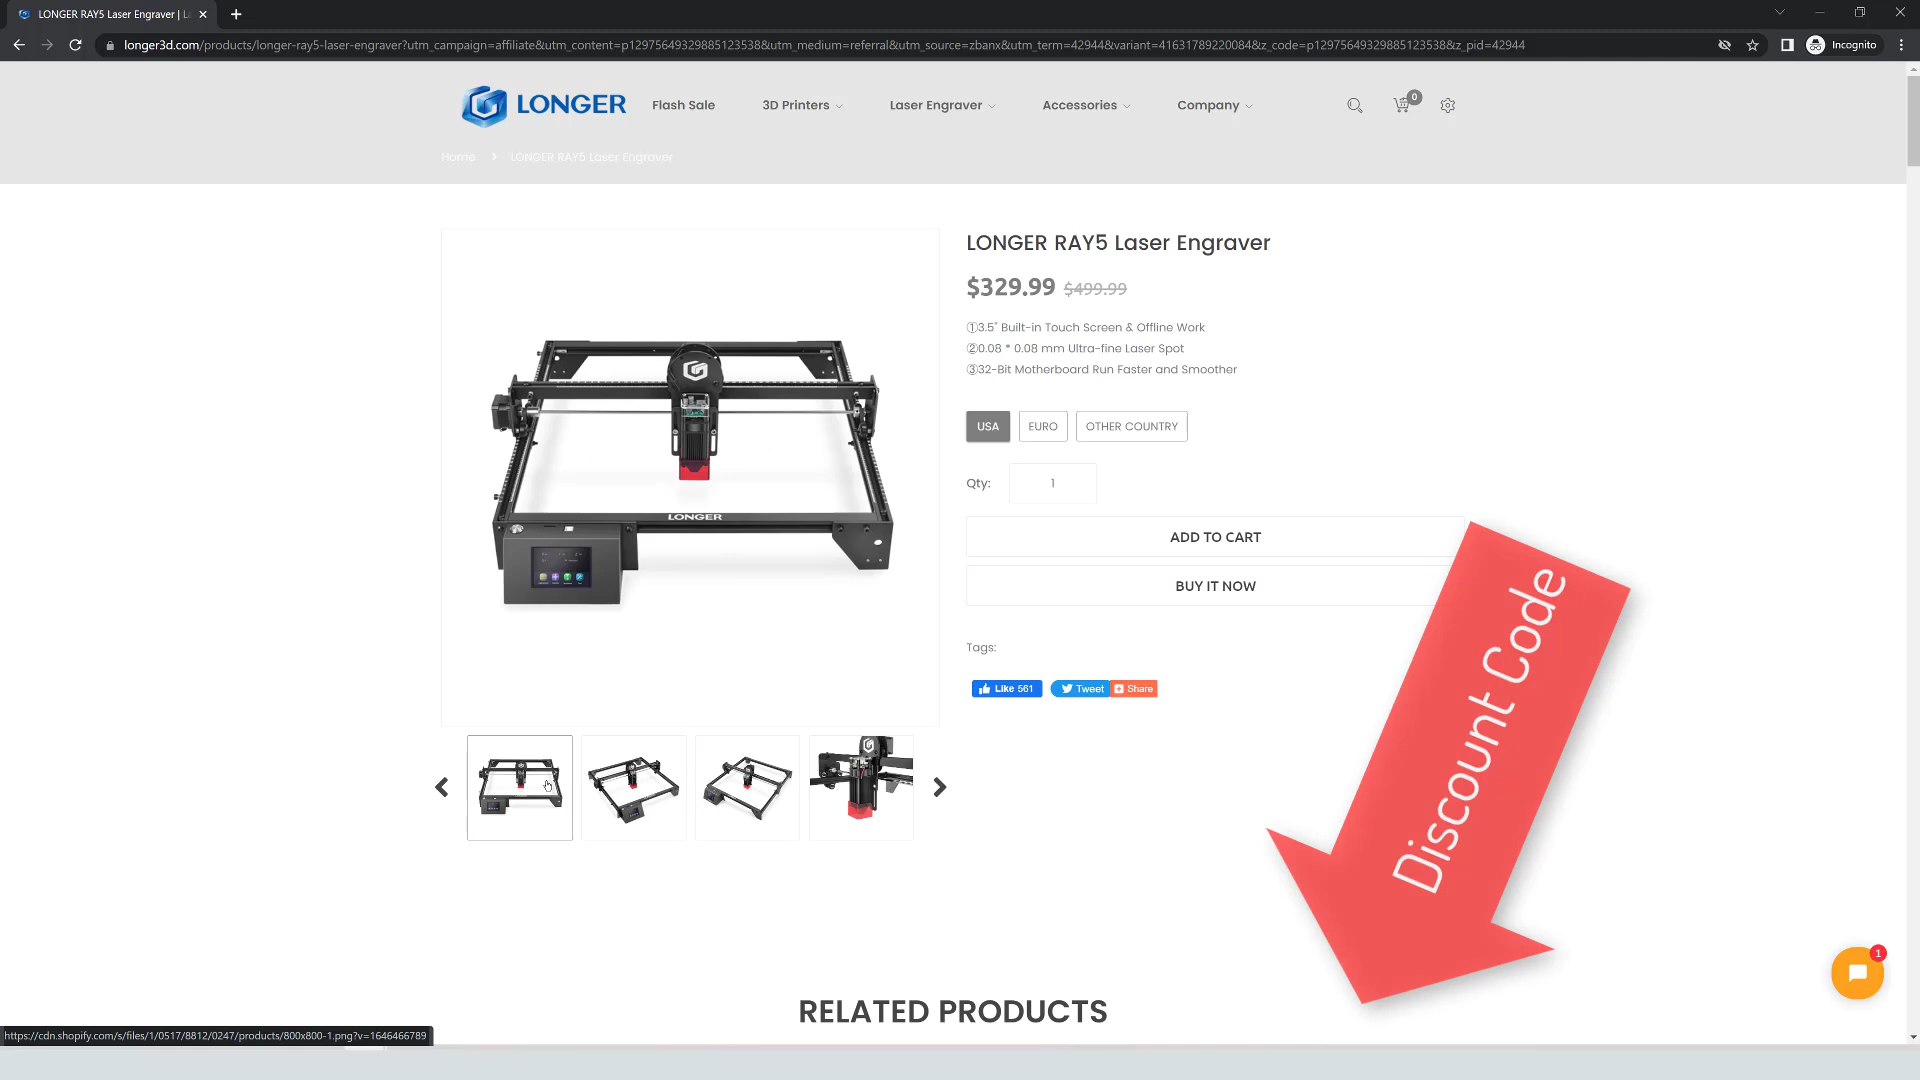 LONGER RAY5 Laser Engraver | L
longer3d.com/products/longer-ray5-laser-engraver?utm_campaign=affiliate&utm_content=p12975649329885123538&utm_medium=referral&utm_source=zbanx&utm_term=42944&variant=41631789220084&z_code=p12975649329885123538&z_pid=42944
Incognito
LONGER
Flash Sale
3D Printers
Laser Engraver
Accessories
Company
0
Home > LONGER RAY5 Laser Engraver
LONGER RAY5 Laser Engraver
$329.99 $499.99
①3.5" Built-in Touch Screen & Offline Work
②0.08 * 0.08 mm Ultra-fine Laser Spot
③32-Bit Motherboard Run Faster and Smoother
USA
EURO
OTHER COUNTRY
Qty: 1
LONGER
ADD TO CART
BUY IT NOW
Tags:
Like 561
Tweet
Share
Discount Code
1
RELATED PRODUCTS
https://cdn.shopify.com/s/files/1/0517/8812/0247/products/800x800-1.png?v=1646466789